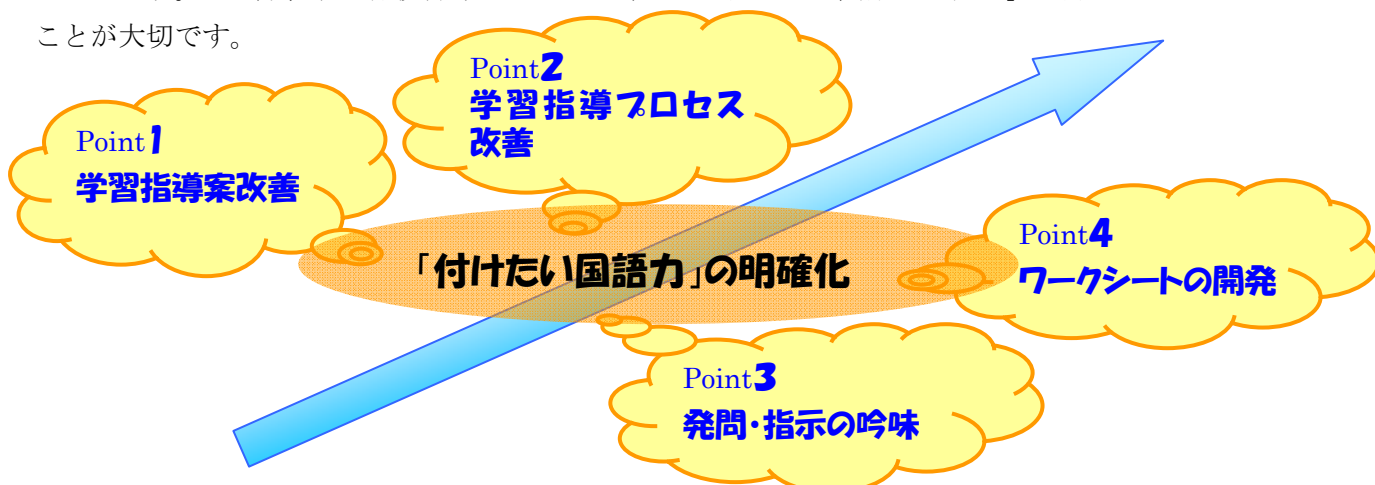 ことが大切です。
Point1
学習指導案改善
Point2
学習指導プロセス
改善
「付けたい国語力」の明確化
Point4
ワークシートの開発
Point3
発問・指示の吟味